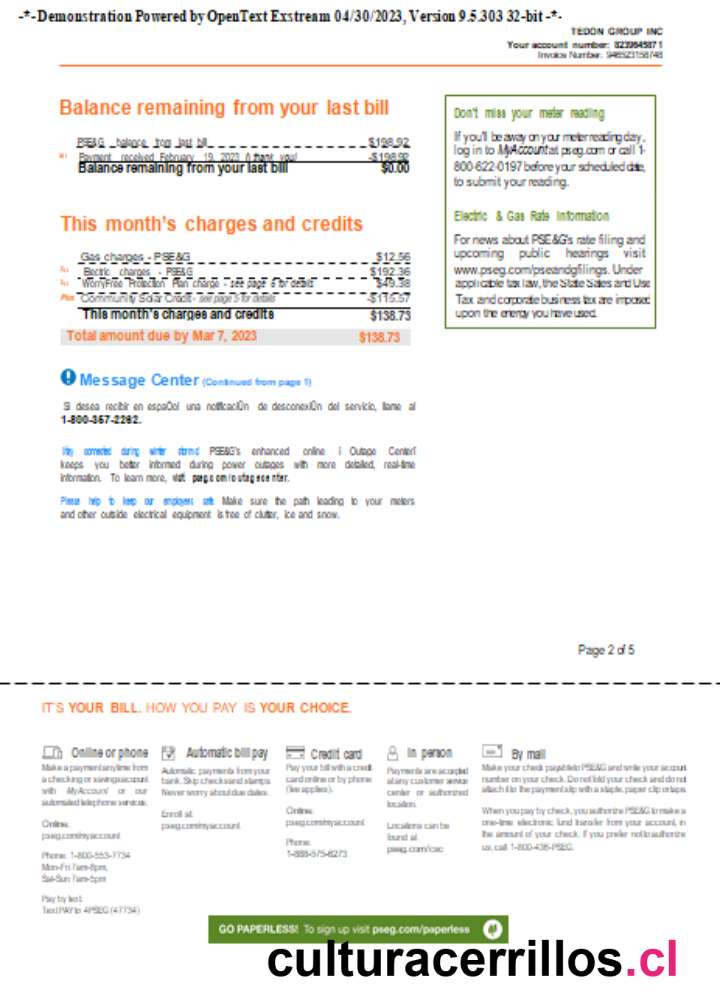 -*- Demonstration Powered by OpenText Exstream 04/30/2023, Version 9.5.303 32-bit -*-
TEDON GROUP INC
Your account number: 8239645871
Invoice Number: 946523158748
Balance remaining from your last bill
PSE&G balance from last bill $198.92
Payment received February 19, 2023 (thank you) -$198.92
Balance remaining from your last bill $0.00
This month's charges and credits
Gas charges - PSE&G $12.56
Electric charges - PSE&G $192.36
WorryFree Protection Plan charge - see page 5 for details $49.38
Community Solar Credit - see page 5 for details -$115.57
This month's charges and credits $138.73
Total amount due by Mar 7, 2023 $138.73
Message Center (Continued from page 1)
Si desea recibir en espaÒol una notificaciÛn de desconexiÛn del servicio, llame al
1-800-357-2262.
Stay connected during winter storms! PSE&G's enhanced online Outage Center
keeps you better informed during power outages with more detailed, real-time
information. To learn more, visit pseg.com/outagecenter.
Please help to keep our employees safe Make sure the path leading to your meters
and other outside electrical equipment is free of clutter, ice and snow.
Don't miss your meter reading
If you'll be away on your meter reading day,
log in to MyAccount at pseg.com or call 1-
800-622-0197 before your scheduled date,
to submit your reading.
Electric & Gas Rate Information
For news about PSE&G's rate filing and
upcoming public hearings visit
www.pseg.com/pseandgfilings. Under
applicable tax law, the State Sales and Use
Tax and corporate business tax are imposed
upon the energy you have used.
Page 2 of 5
IT'S YOUR BILL. HOW YOU PAY IS YOUR CHOICE.
Online or phone
Make a payment anytime from
a checking or savings account
with MyAccount or our
automated telephone services.
Online:
pseg.com/myaccount
Phone: 1-800-553-7734
Mon-Fri 7am-8pm,
Sat-Sun 7am-5pm
Pay by text:
Text PAY to 4PSEG (47734)
Automatic bill pay
Automatic payments from your
bank. Skip checks and stamps.
Never worry about due dates.
Enroll at:
pseg.com/myaccount
Credit card
Pay your bill with a credit
card online or by phone
(fee applies).
Online:
pseg.com/myaccount
Phone:
1-888-575-6273
In person
Payments are accepted
at any customer service
center or authorized
location.
Locations can be
found at
pseg.com/csc
By mail
Make your check payable to PSE&G and write your account
number on your check. Do not fold your check and do not
attach it to the payment slip with a staple, paper clip or tape.
When you pay by check, you authorize PSE&G to make a
one-time electronic fund transfer from your account, in
the amount of your check. If you prefer not to authorize
us, call 1-800-436-PSEG.
GO PAPERLESS! To sign up visit pseg.com/paperless
culturacerrillos.cl